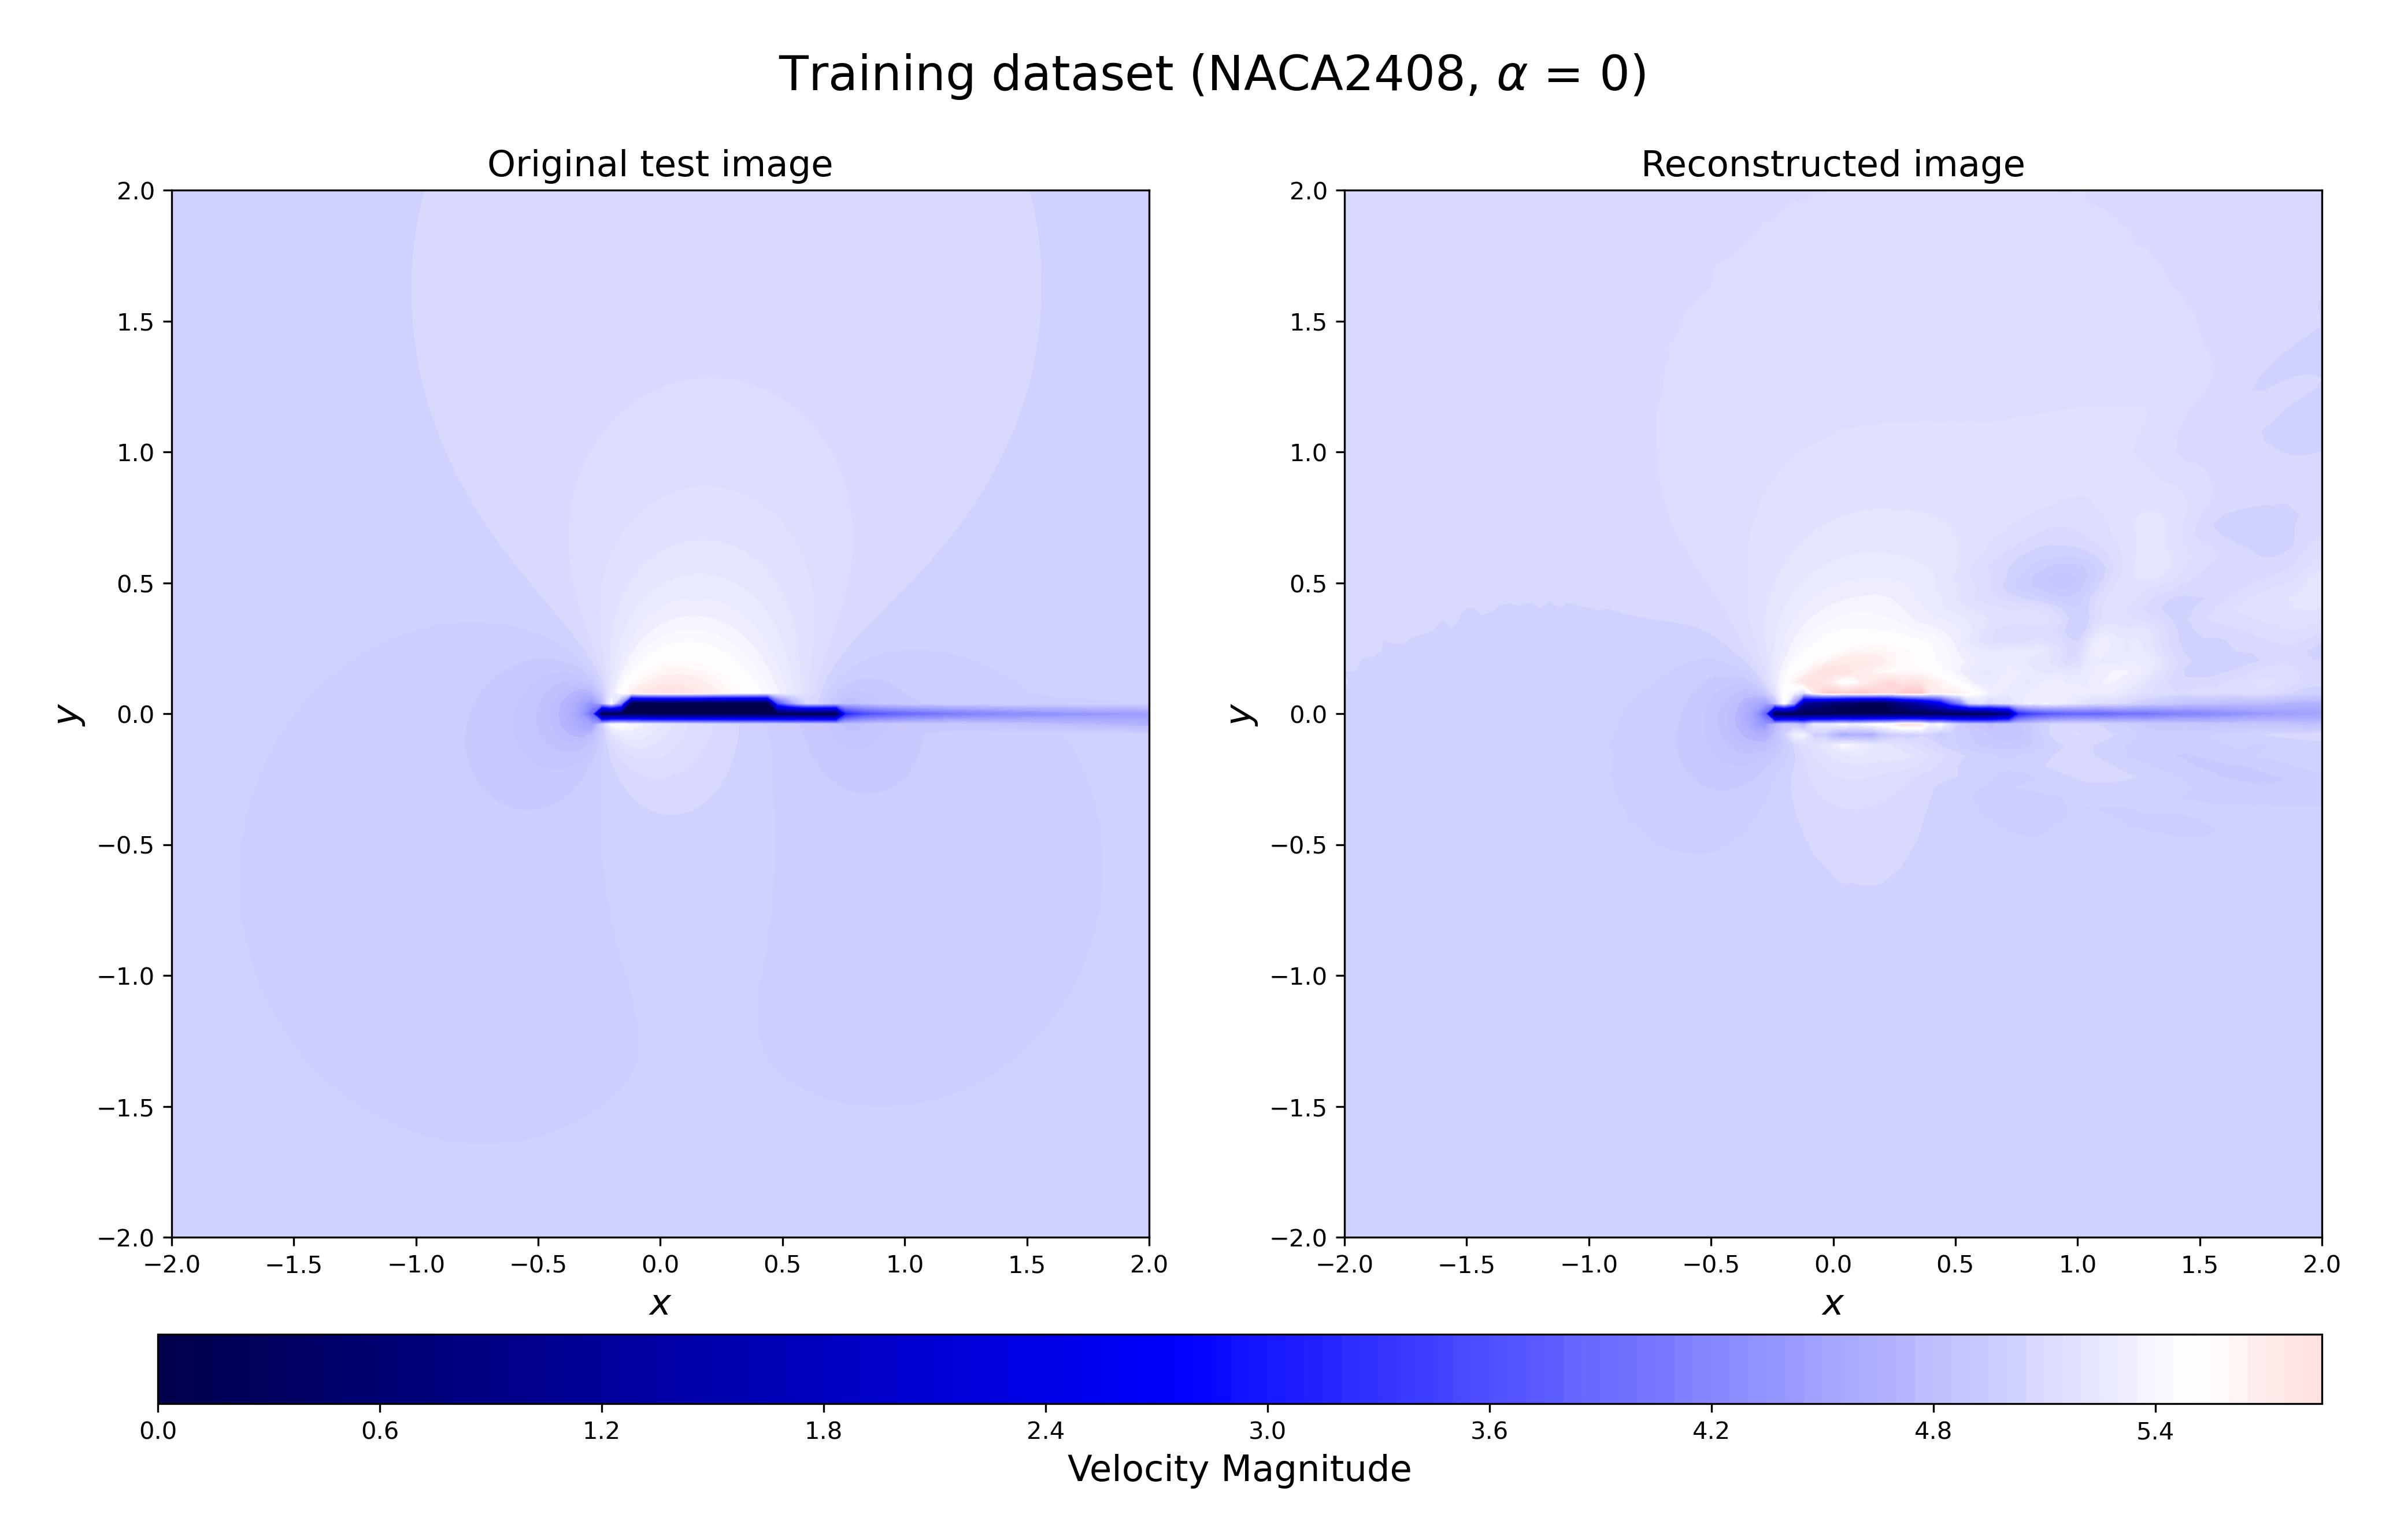 Training dataset (NACA2408, α = 0)
Original test image
2.0
1.5
1.0
0.5
0.0
−0.5
−1.0
−1.5
−2.0
y
−2.0 −1.5 −1.0 −0.5 0.0 0.5 1.0 1.5 2.0
x
Reconstructed image
2.0
1.5
1.0
0.5
0.0
−0.5
−1.0
−1.5
−2.0
y
−2.0 −1.5 −1.0 −0.5 0.0 0.5 1.0 1.5 2.0
x
0.0 0.6 1.2 1.8 2.4 3.0 3.6 4.2 4.8 5.4
Velocity Magnitude